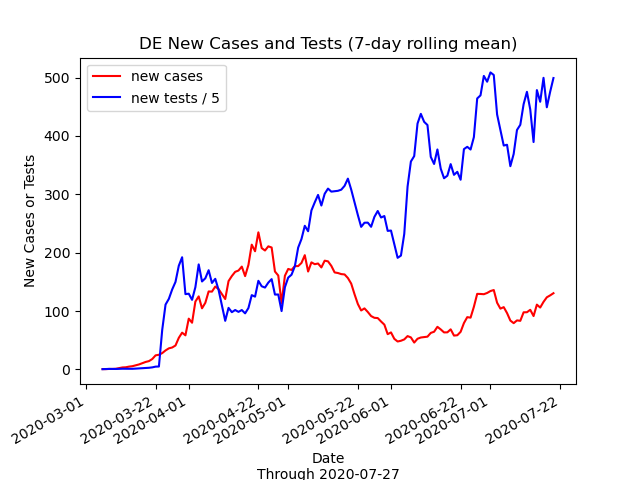 DE New Cases and Tests (7-day rolling mean)
new cases
new tests / 5
New Cases or Tests
500
400
300
200
100
0
2020-03-01
2020-03-22
2020-04-01
2020-04-22
2020-05-01
2020-05-22
2020-06-01
2020-06-22
2020-07-01
2020-07-22
Date
Through 2020-07-27